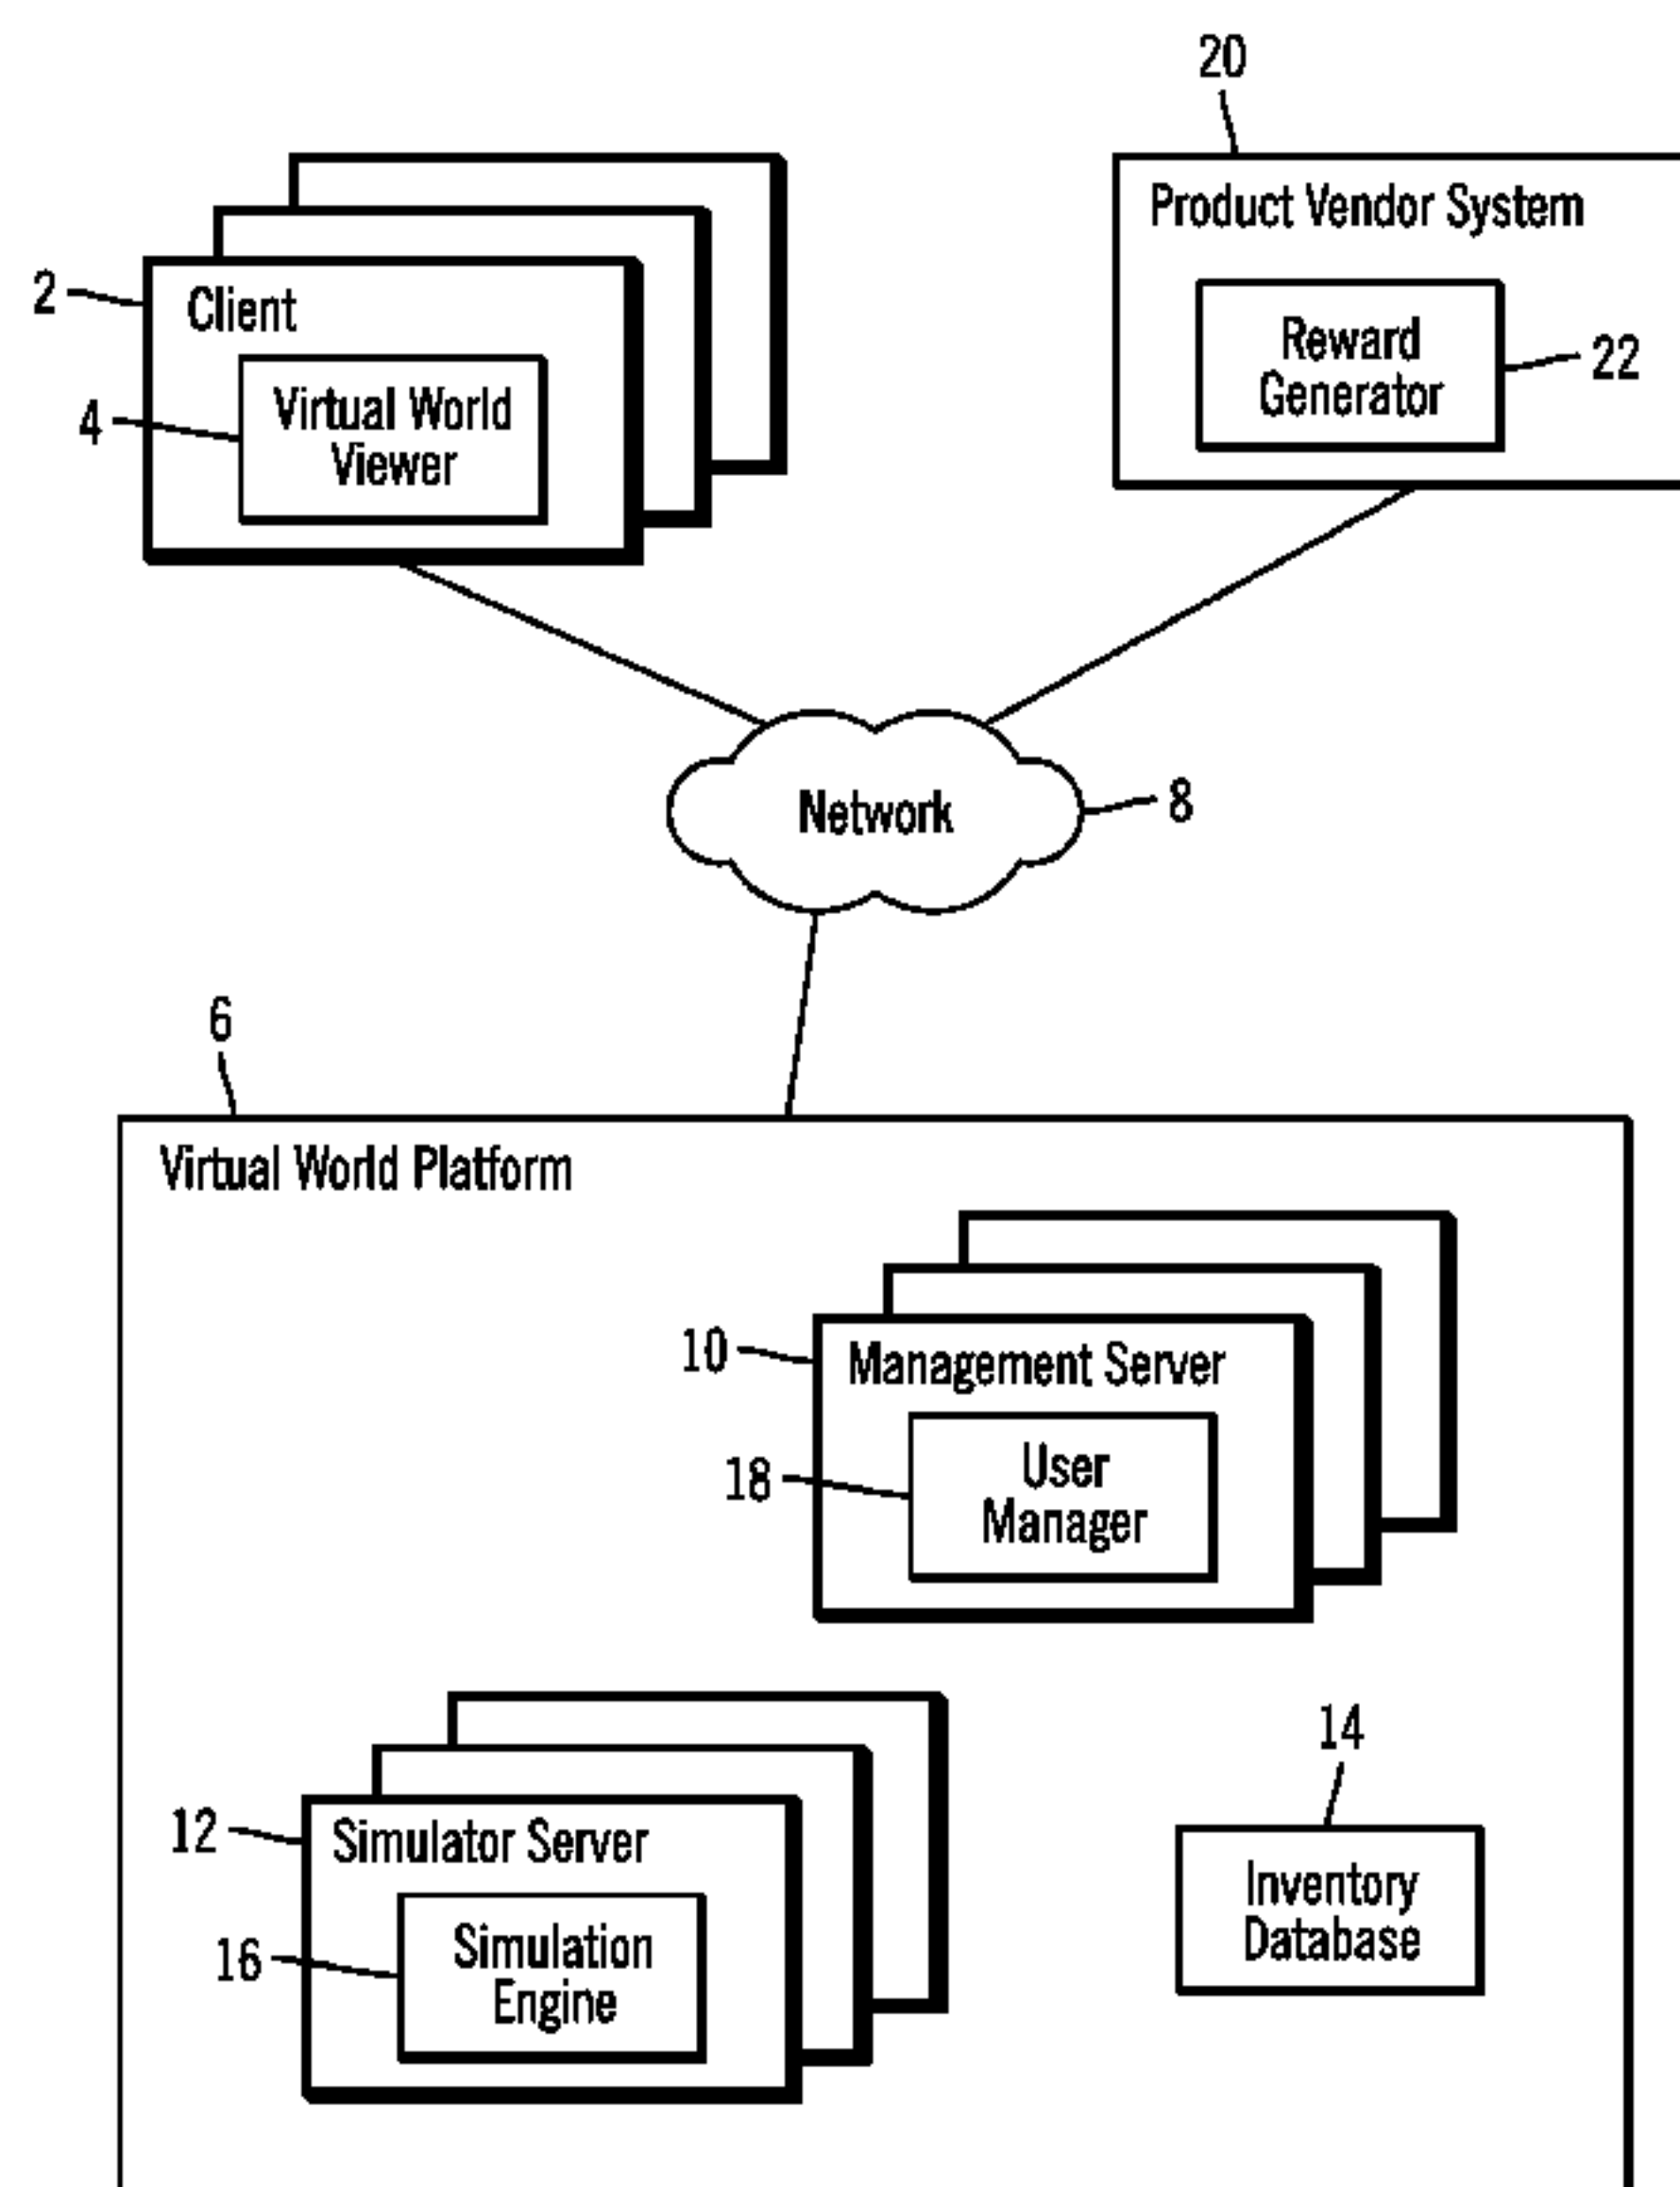 20
Product Vendor System
2
Client
Reward
Generator
22
4
Virtual World
Viewer
Network
8
6
Virtual World Platform
10
Management Server
18
User
Manager
14
12
Simulator Server
Inventory
Database
16
Simulation
Engine